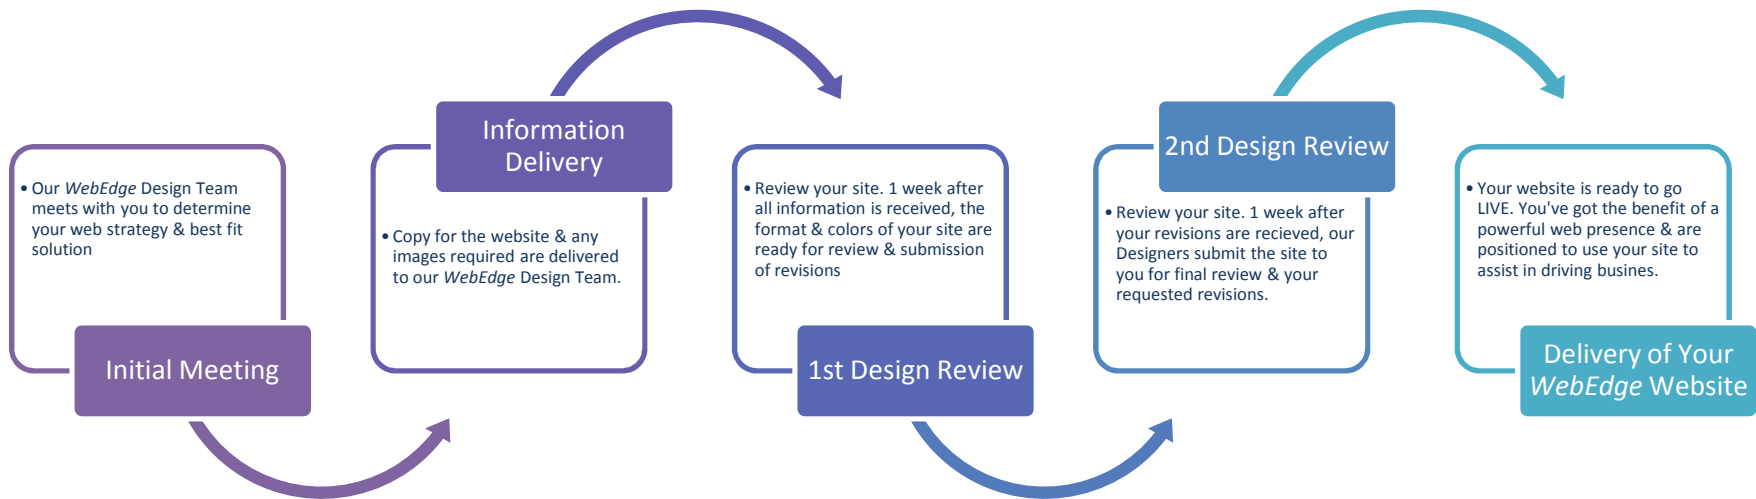 • Our WebEdge Design Team
meets with you to determine
your web strategy & best fit
solution
Initial Meeting
Information
Delivery
• Copy for the website & any
images required are delivered
to our WebEdge Design Team.
• Review your site. 1 week after
all information is received, the
format & colors of your site are
ready for review & submission
of revisions
1st Design Review
2nd Design Review
• Review your site. 1 week after
your revisions are recieved, our
Designers submit the site to
you for final review & your
requested revisions.
• Your website is ready to go
LIVE. You've got the benefit of a
powerful web presence & are
positioned to use your site to
assist in driving busines.
Delivery of Your
WebEdge Website